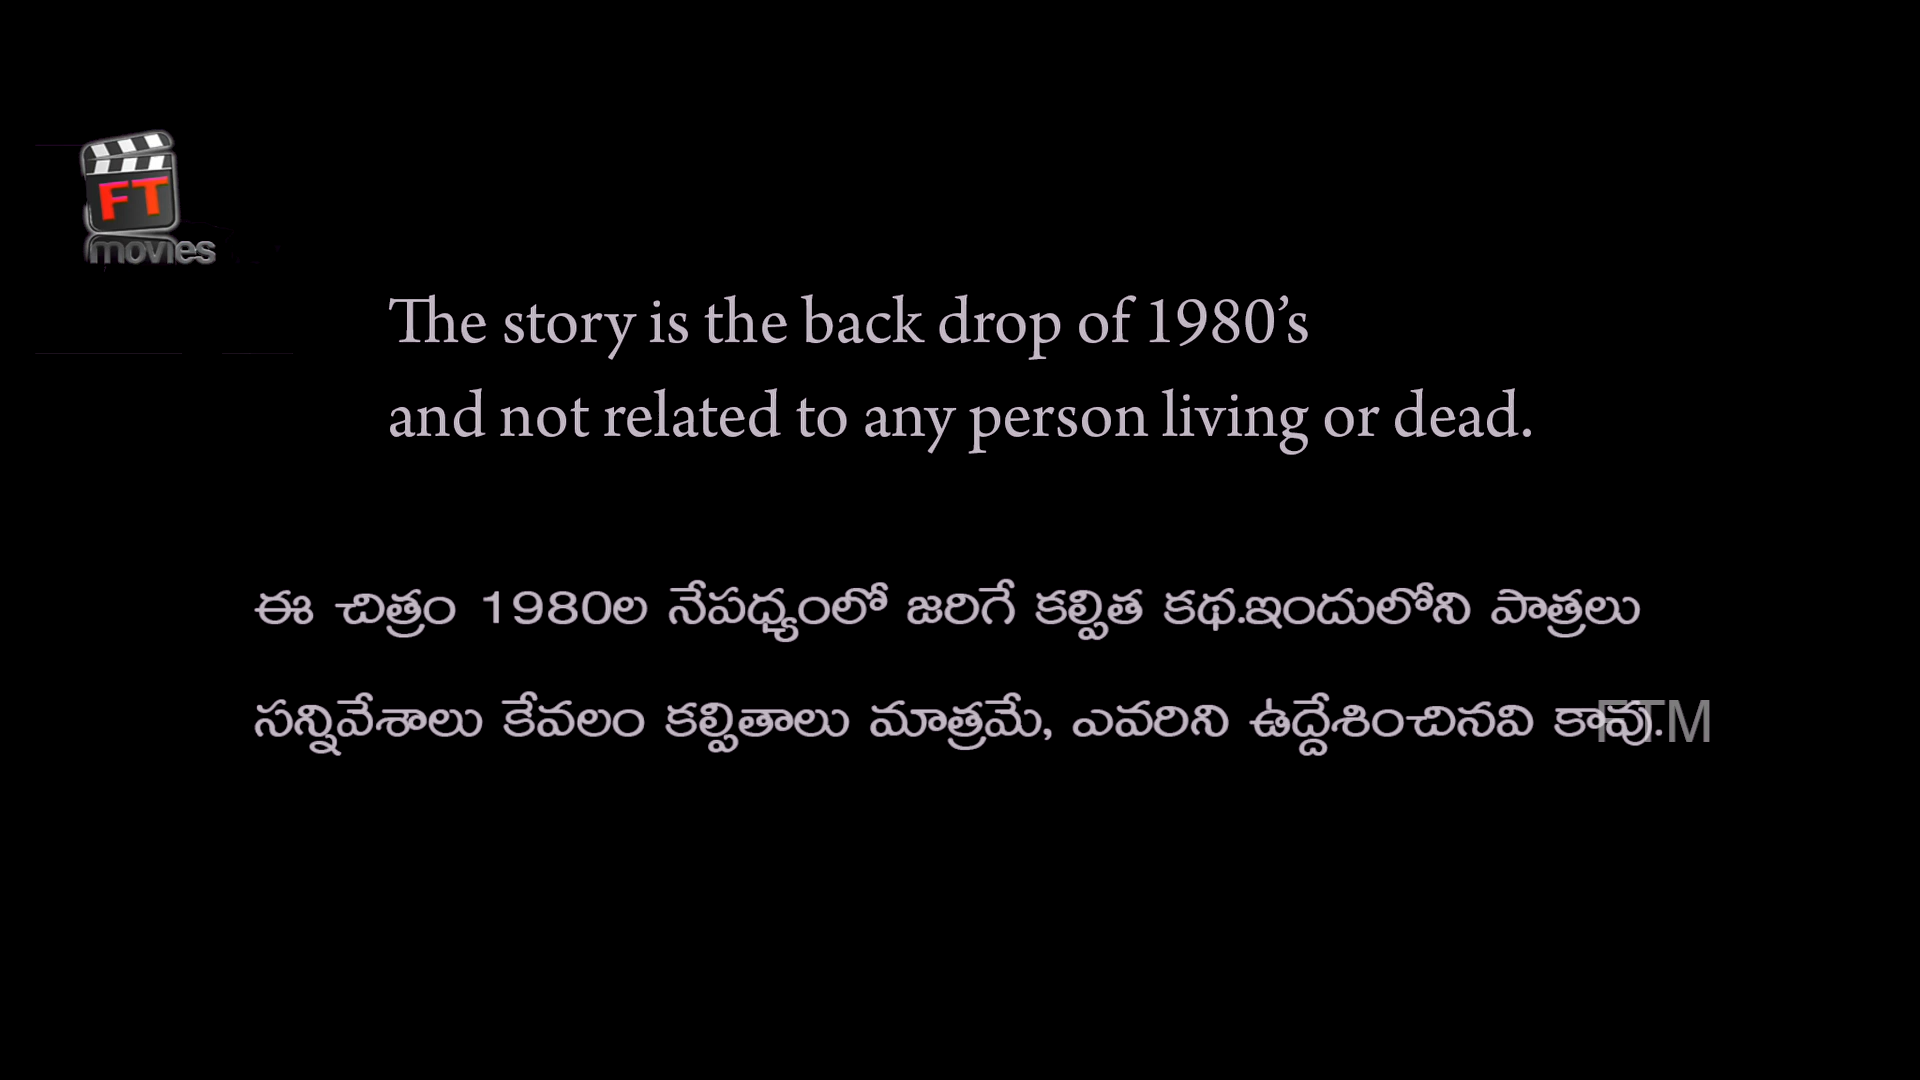 FT
movies
The story is the back drop of 1980’s
and not related to any person living or dead.
ఈ చిత్రం 1980ల నేపధ్యంలో జరిగే కల్పిత కథ.ఇందులోని పాత్రలు
సన్నివేశాలు కేవలం కల్పితాలు మాత్రమే, ఎవరిని ఉద్దేశించినవి కావు.
FTM